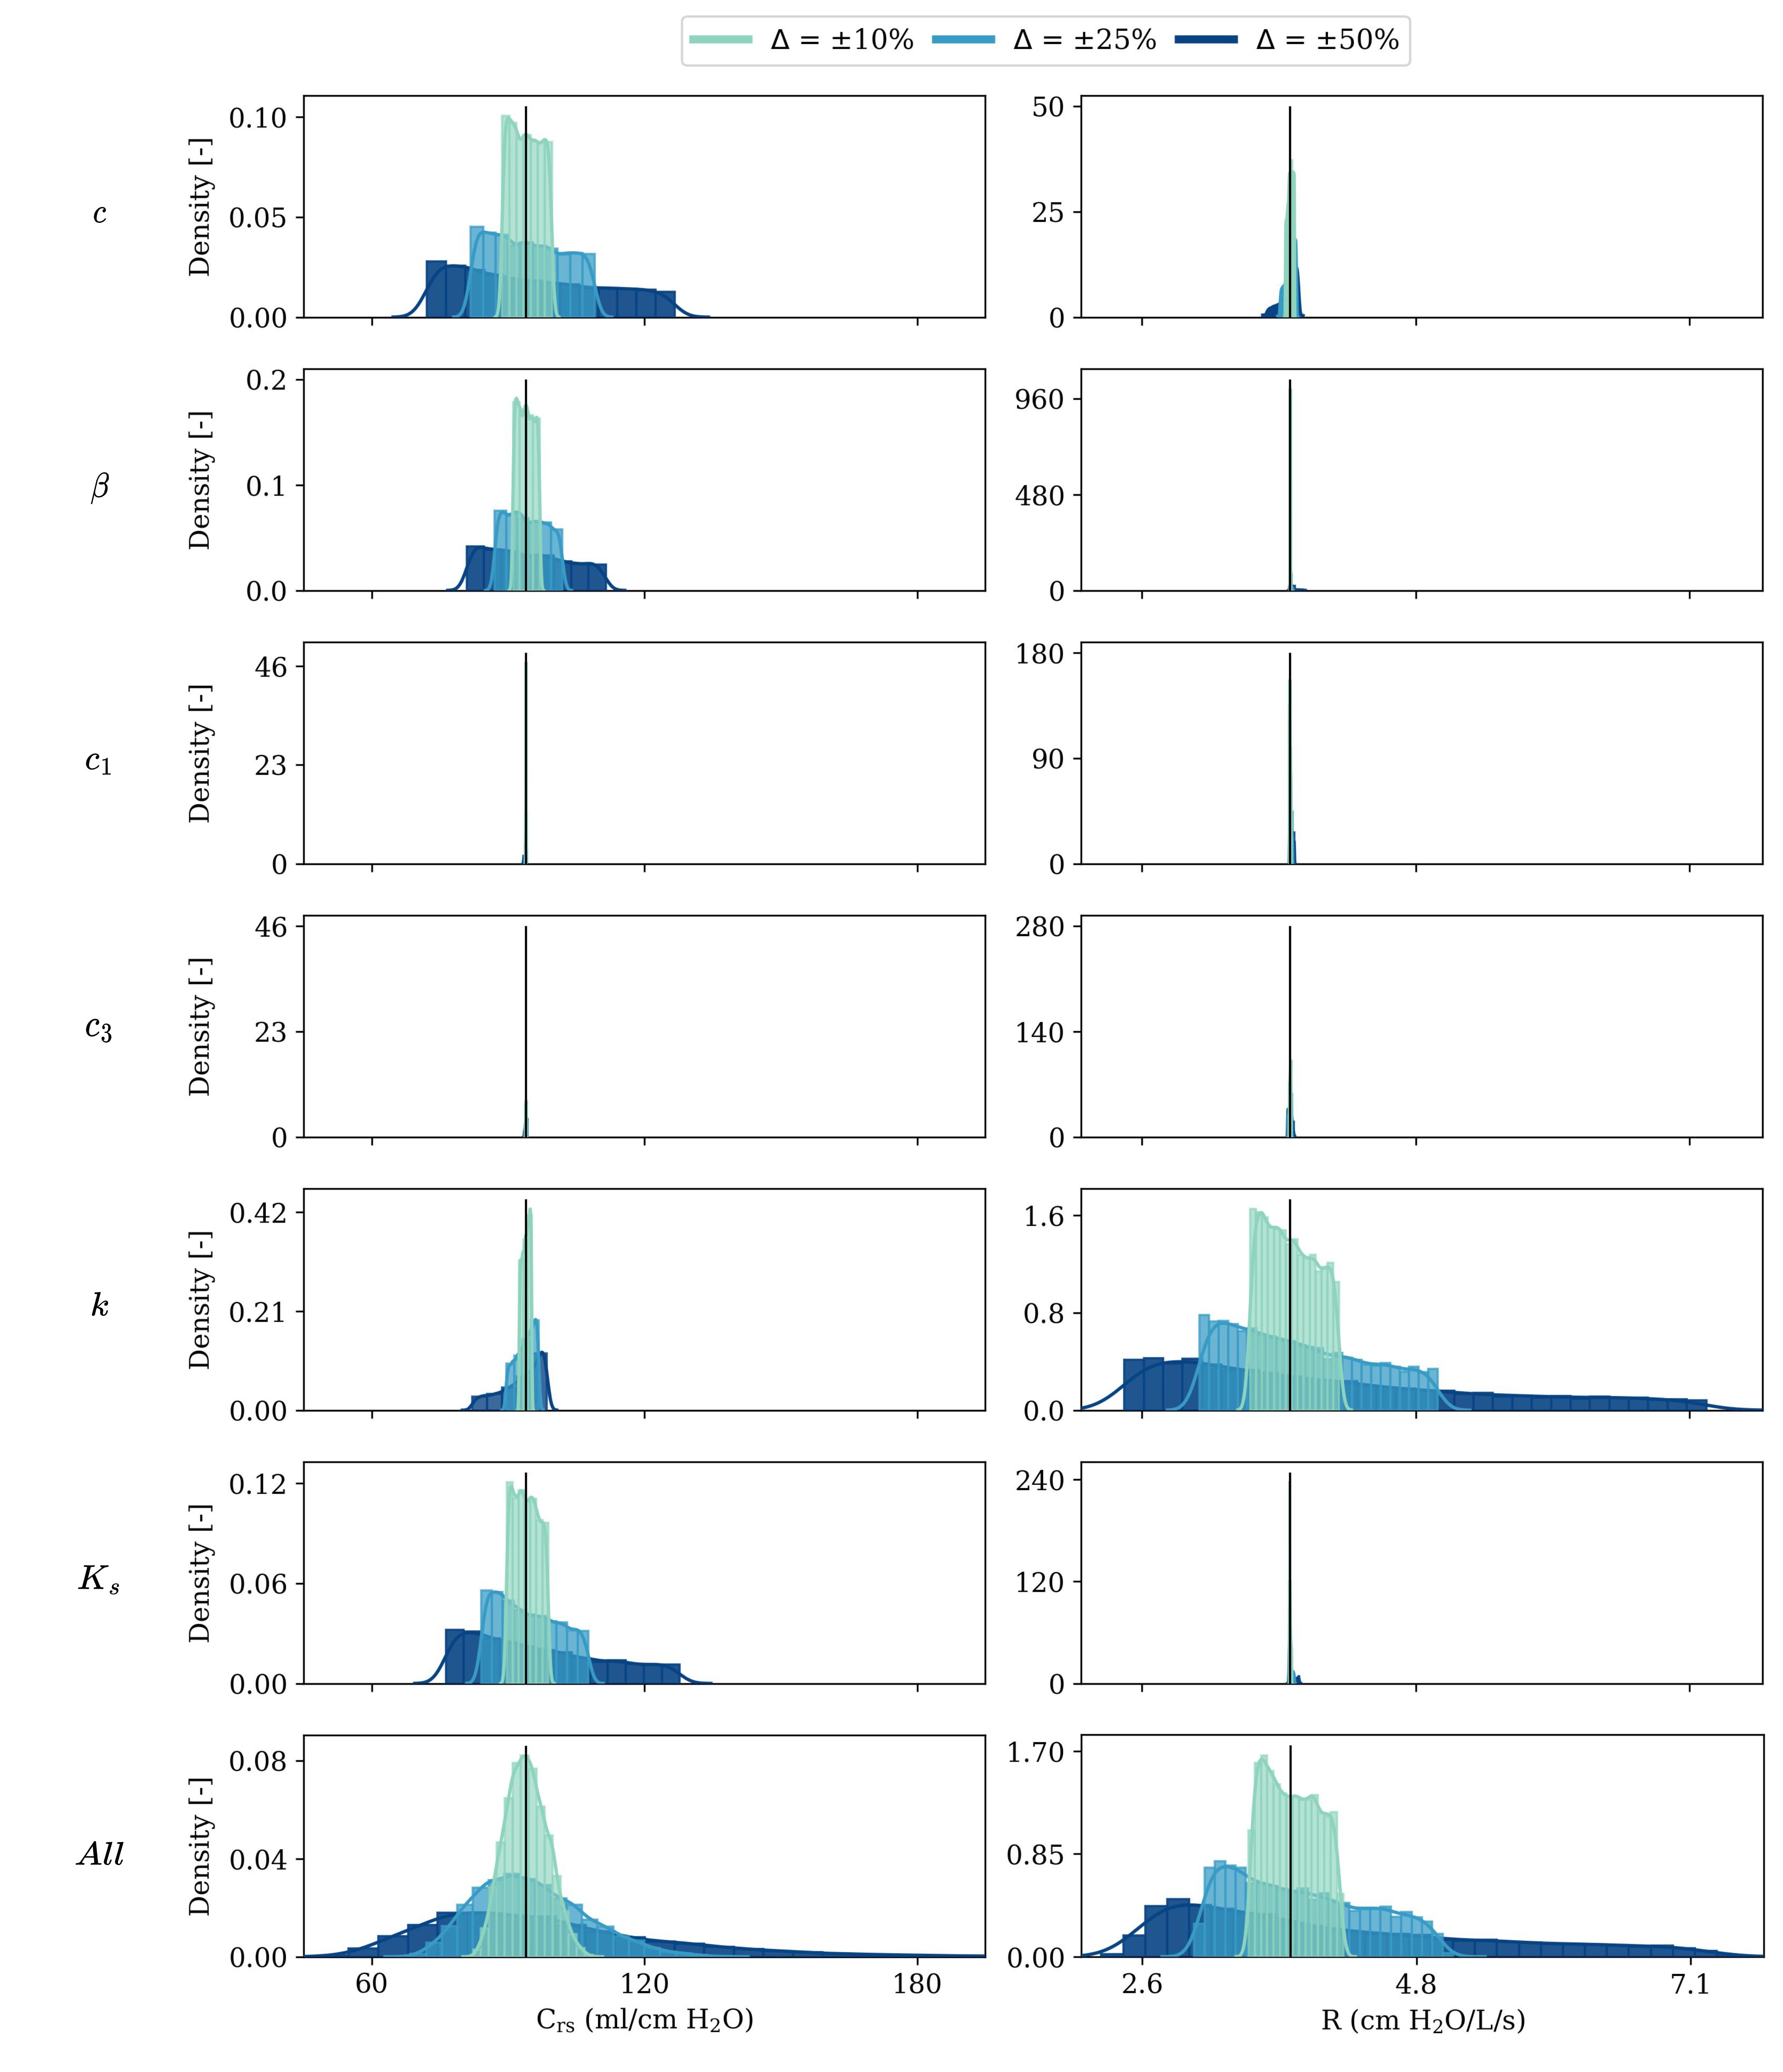 Δ = ±10% Δ = ±25% Δ = ±50%
c
Density [-]
0.10
0.05
0.00
50
25
0
β
Density [-]
0.2
0.1
0.0
960
480
0
c1
Density [-]
46
23
0
180
90
0
c3
Density [-]
46
23
0
280
140
0
k
Density [-]
0.42
0.21
0.00
1.6
0.8
0.0
Ks
Density [-]
0.12
0.06
0.00
240
120
0
All
Density [-]
0.08
0.04
0.00
1.70
0.85
0.00
60 120 180
2.6 4.8 7.1
Crs (ml/cm H2O)
R (cm H2O/L/s)